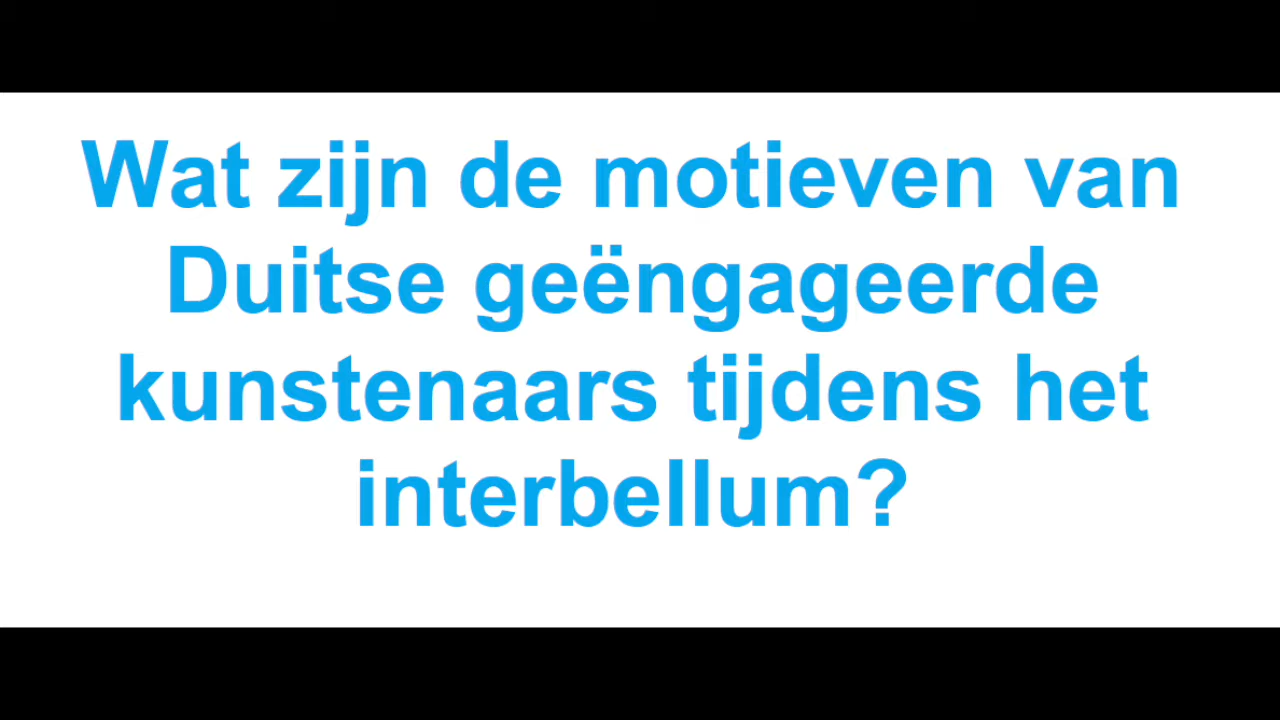 Wat zijn de motieven van
Duitse geëngageerde
kunstenaars tijdens het
interbellum?